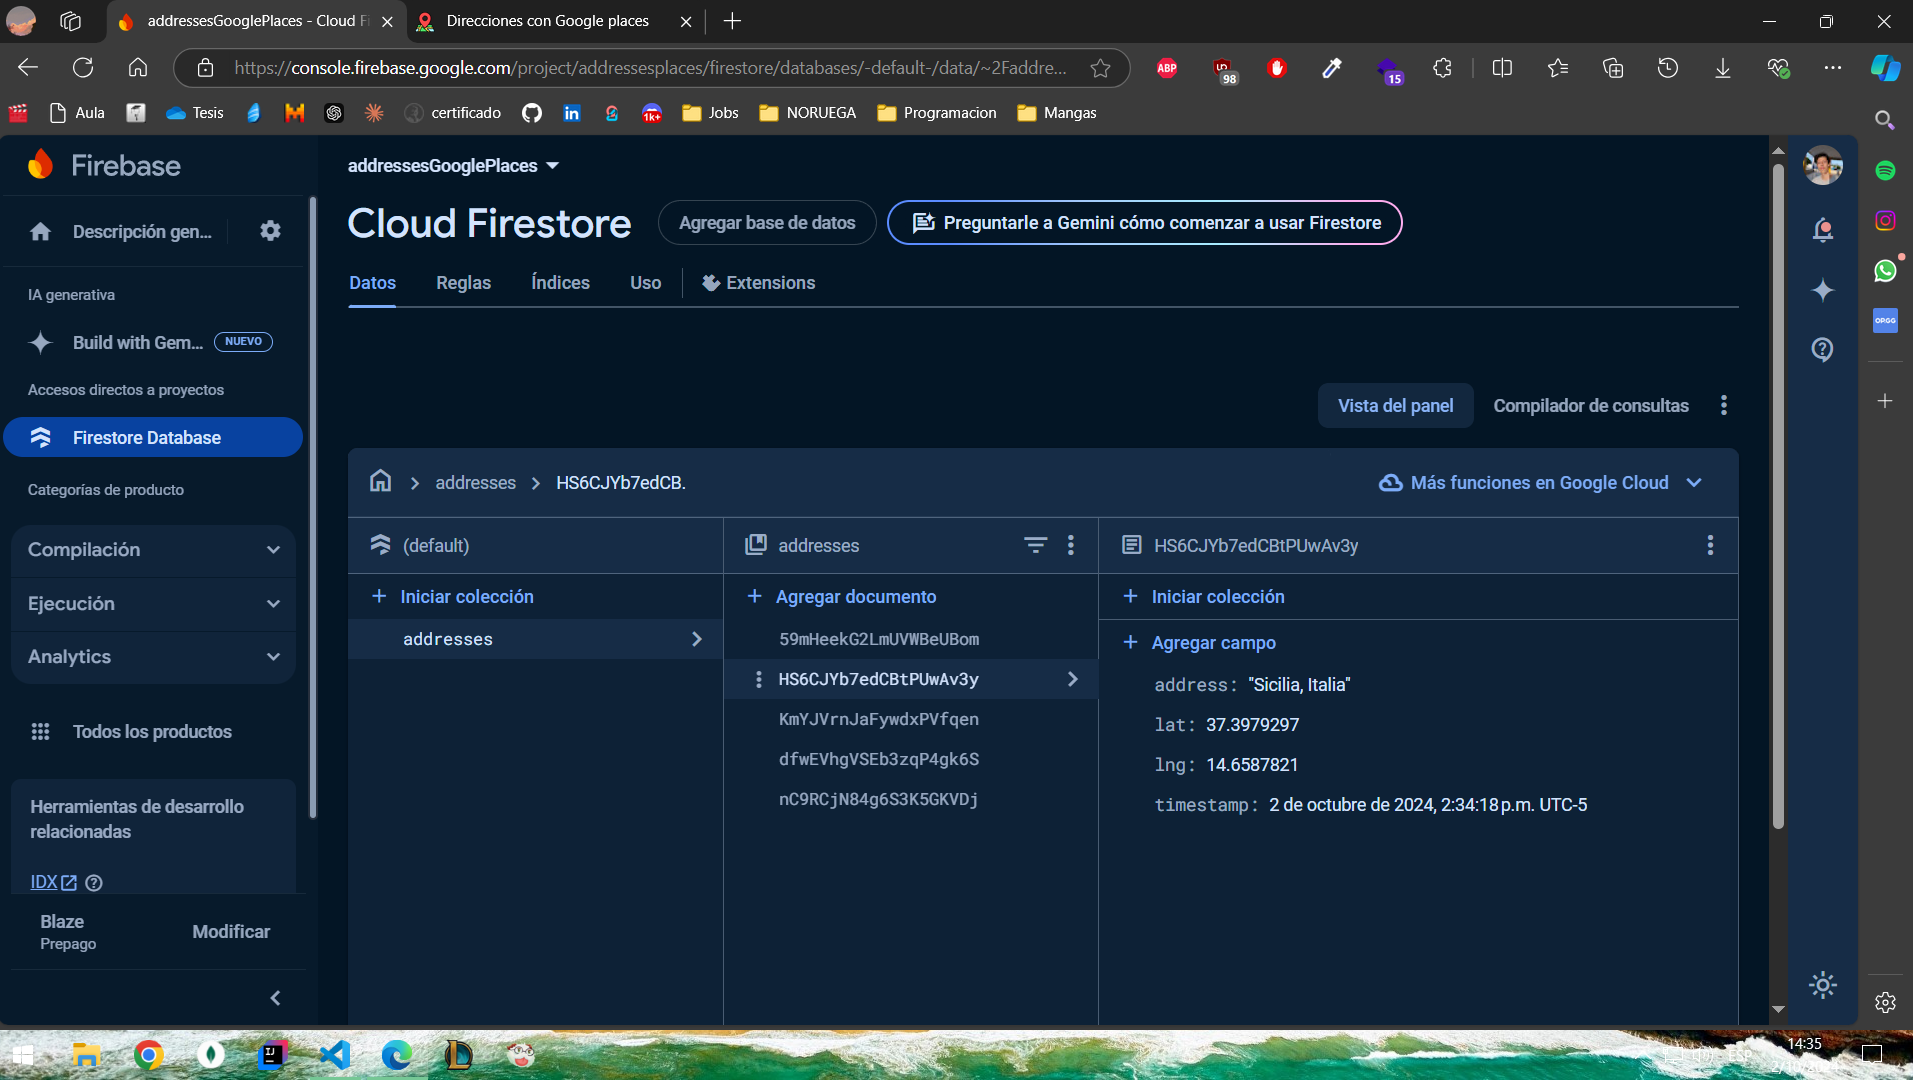 addressesGooglePlaces - Cloud Fi
Direcciones con Google places
https://console.firebase.google.com/project/addressesplaces/firestore/databases/-default-/data/~2Faddre...
ABP
98
15
Aula
Tesis
certificado
1k+
Jobs
NORUEGA
Programacion
Mangas
Firebase
Descripción gen...
IA generativa
Build with Gem...
NUEVO
Accesos directos a proyectos
Firestore Database
Categorías de producto
Compilación
Ejecución
Analytics
Todos los productos
Herramientas de desarrollo
relacionadas
IDX
Blaze
Prepago
Modificar
addressesGooglePlaces
Cloud Firestore
Agregar base de datos
Preguntarle a Gemini cómo comenzar a usar Firestore
Datos
Reglas
Índices
Uso
Extensions
Vista del panel
Compilador de consultas
addresses
HS6CJYb7edCB.
Más funciones en Google Cloud
(default)
Iniciar colección
addresses
addresses
Agregar documento
59mHeekG2LmUVWBeUBom
HS6CJYb7edCBtPUwAv3y
KmYJVrnJaFywdxPVfqen
dfwEVhgVSEb3zqP4gk6S
nC9RCjN84g6S3K5GKVDj
HS6CJYb7edCBtPUwAv3y
Iniciar colección
Agregar campo
address: "Sicilia, Italia"
lat: 37.3979297
lng: 14.6587821
timestamp: 2 de octubre de 2024, 2:34:18 p.m. UTC-5
OP.GG
IJ
ESP
14:35